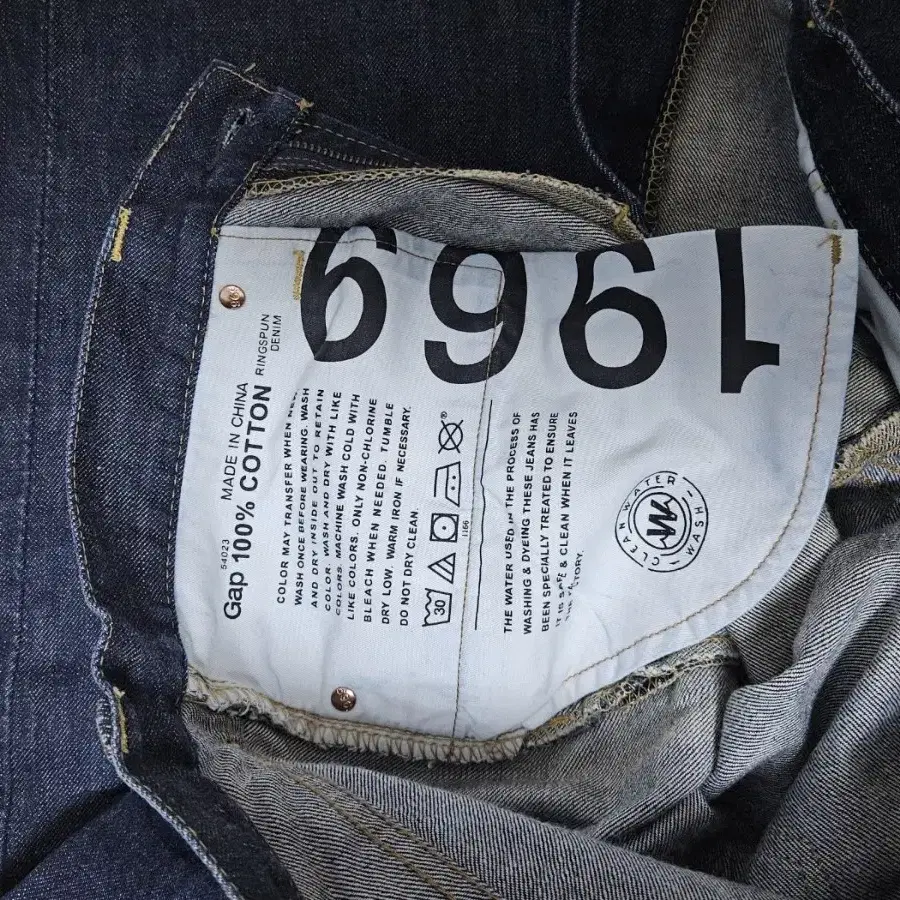 1969
54023
MADE IN CHINA
Gap 100% COTTON
RINGSPUN
DENIM
COLOR MAY TRANSFER WHEN
WASH ONCE BEFORE WEARING. WASH
AND DRY INSIDE OUT TO RETAIN
COLOR. WASH AND DRY WITH LIKE
COLORS. MACHINE WASH COLD WITH
LIKE COLORS. ONLY NON-CHLORINE
BLEACH WHEN NEEDED. TUMBLE
DRY LOW. WARM IRON IF NECESSARY.
DO NOT DRY CLEAN.
30
®
1166
THE WATER USED IN THE PROCESS OF
WASHING & DYEING THESE JEANS HAS
BEEN SPECIALLY TREATED TO ENSURE
IT IS SAFE & CLEAN WHEN IT LEAVES
THE FACTORY.
CLEAN WATER WASH